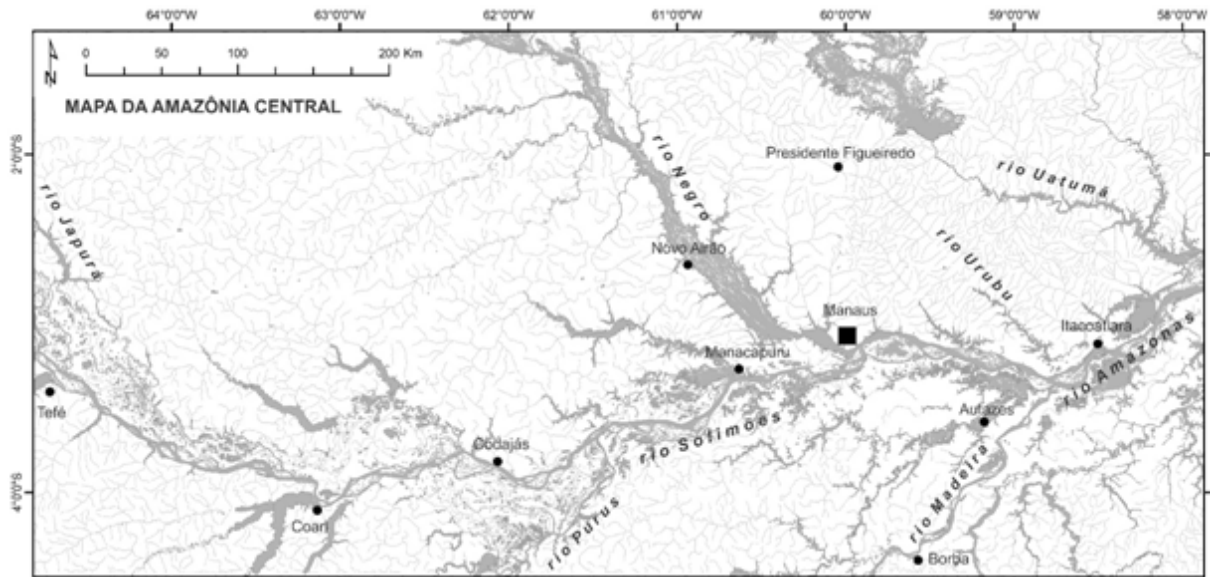 64°0'0"W 63°0'0"W 62°0'0"W 61°0'0"W 60°0'0"W 59°0'0"W 58°0'0"W
0 50 100 200 Km
N
MAPA DA AMAZÔNIA CENTRAL
2°0'0"S
rio Negro
Presidente Figueiredo
rio Uatumã
rio Japurá
Novo Airão
rio Urubu
Manaus
Itacoatiara
Manacapuru
rio Amazonas
Tefé
Autazes
rio Solimões
Codajás
rio Madeira
4°0'0"S
Coari
rio Purus
Borba